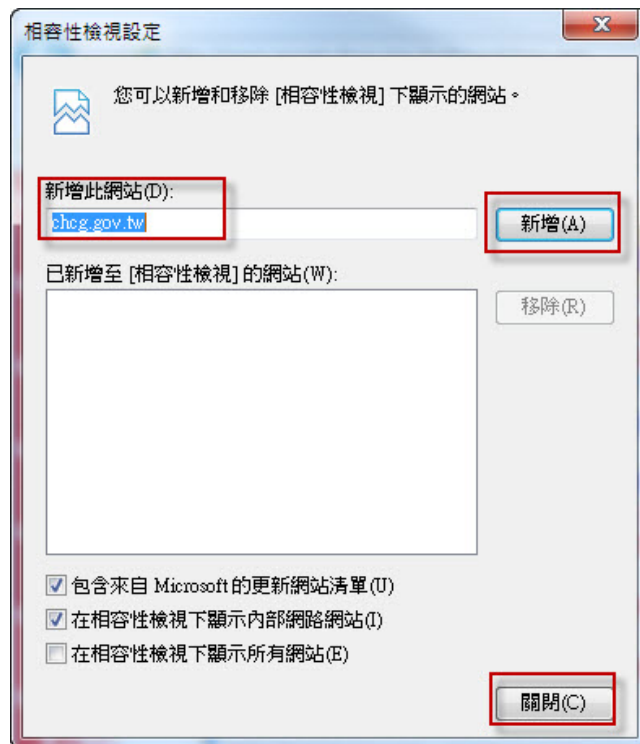 相容性檢視設定
您可以新增和移除 [相容性檢視] 下顯示的網站。
新增此網站(D):
chcg.gov.tw
新增(A)
已新增至 [相容性檢視] 的網站(W):
移除(R)
包含來自 Microsoft 的更新網站清單(U)
在相容性檢視下顯示內部網路網站(I)
在相容性檢視下顯示所有網站(E)
關閉(C)